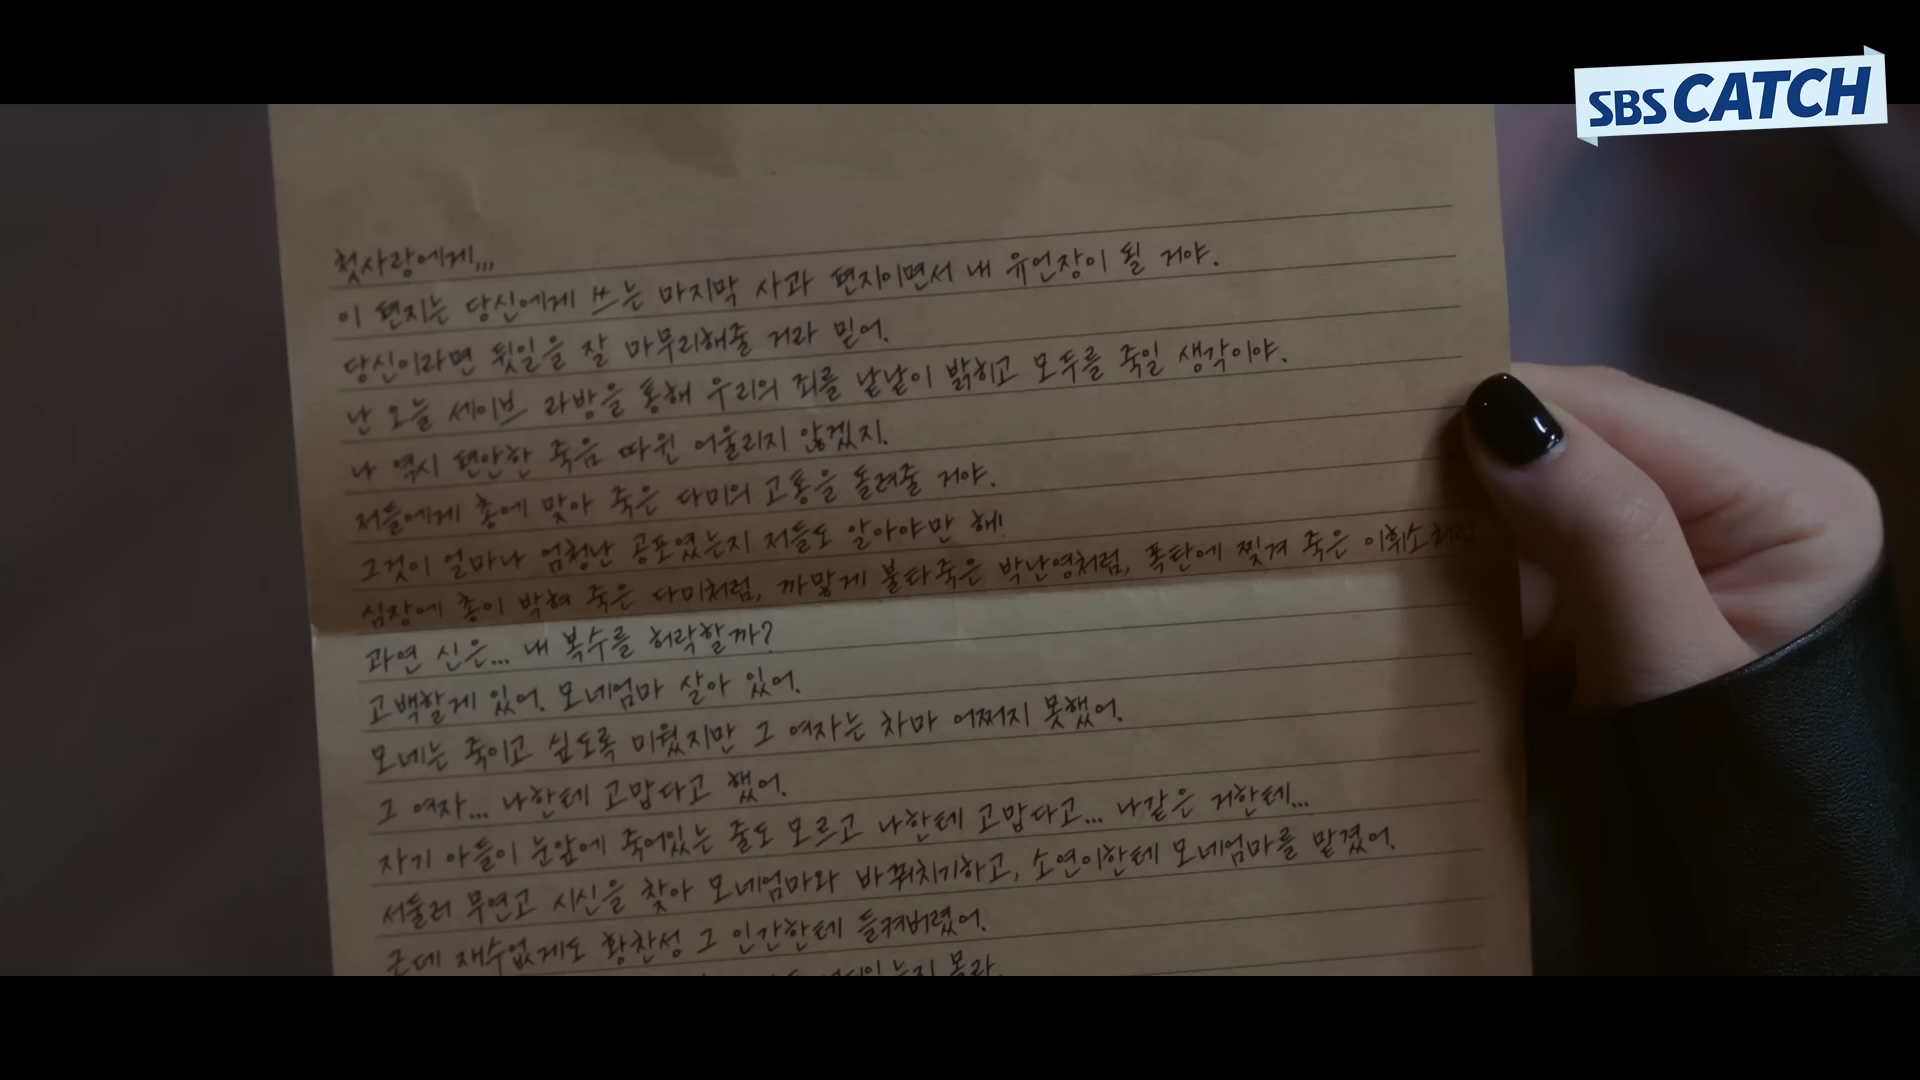 SBS CATCH
첫사랑에게,,,
이 편지는 당신에게 쓰는 마지막 사과 편지이면서 내 유언장이 될 거야.
당신이라면 뒷일을 잘 마무리해줄 거라 믿어.
난 오늘 세이브 라방을 통해 우리의 죄를 낱낱이 밝히고 모두를 죽일 생각이야.
나 역시 편안한 죽음 따윈 어울리지 않겠지.
저들에게 총에 맞아 죽은 다미의 고통을 돌려줄 거야.
그것이 얼마나 엄청난 공포였는지 저들도 알아야만 해!
심장에 총이 박혀 죽은 다미처럼, 까맣게 불타죽은 박난영처럼, 폭탄에 찢겨 죽은 이휘소처럼
과연 신은... 내 복수를 허락할까?
고백할게 있어. 모네엄마 살아 있어.
모네는 죽이고 싶도록 미웠지만 그 여자는 차마 어쩌지 못했어.
그 여자... 나한테 고맙다고 했어.
자기 아들이 눈앞에 죽어있는 줄도 모르고 나한테 고맙다고... 나같은 거한테...
서둘러 무연고 시신을 찾아 모네엄마와 바꿔치기하고, 소연이한테 모네엄마를 맡겼어.
근데 재수없게도 황찬성 그 인간한테 들켜버렸어.
몰라.